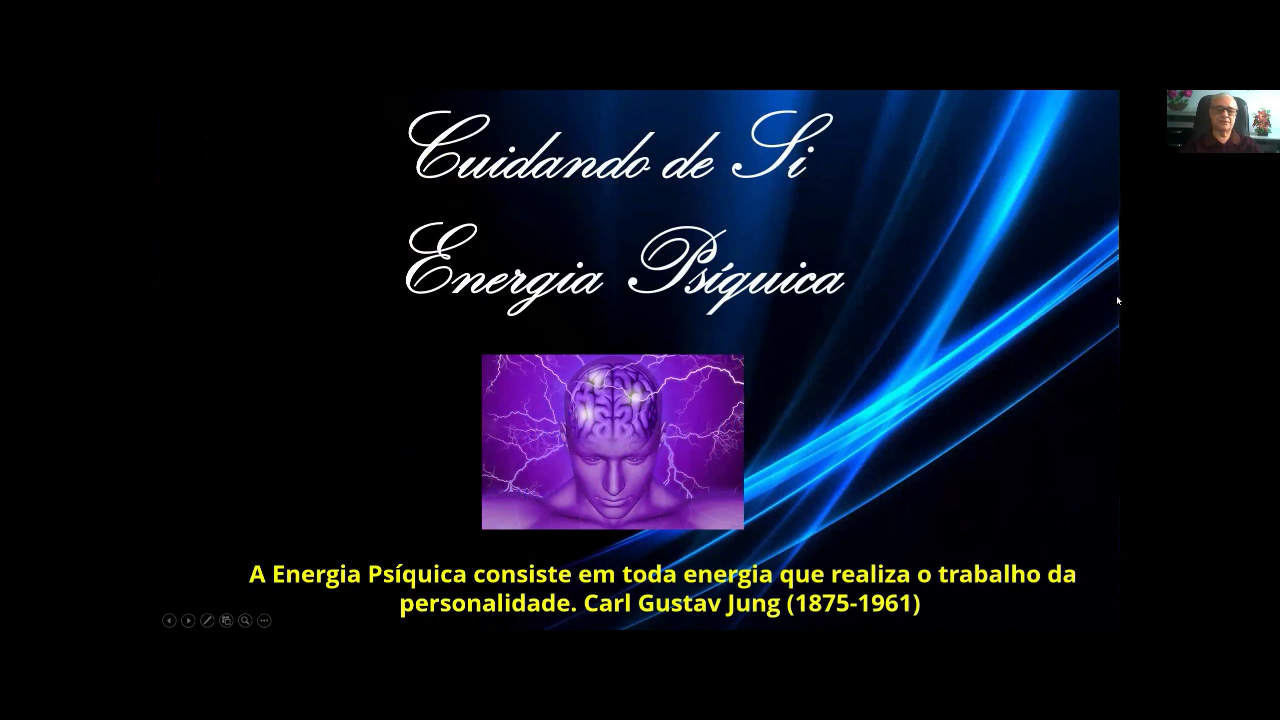 Cuidando de Si
Energia Psíquica
A Energia Psíquica consiste em toda energia que realiza o trabalho da
personalidade. Carl Gustav Jung (1875-1961)